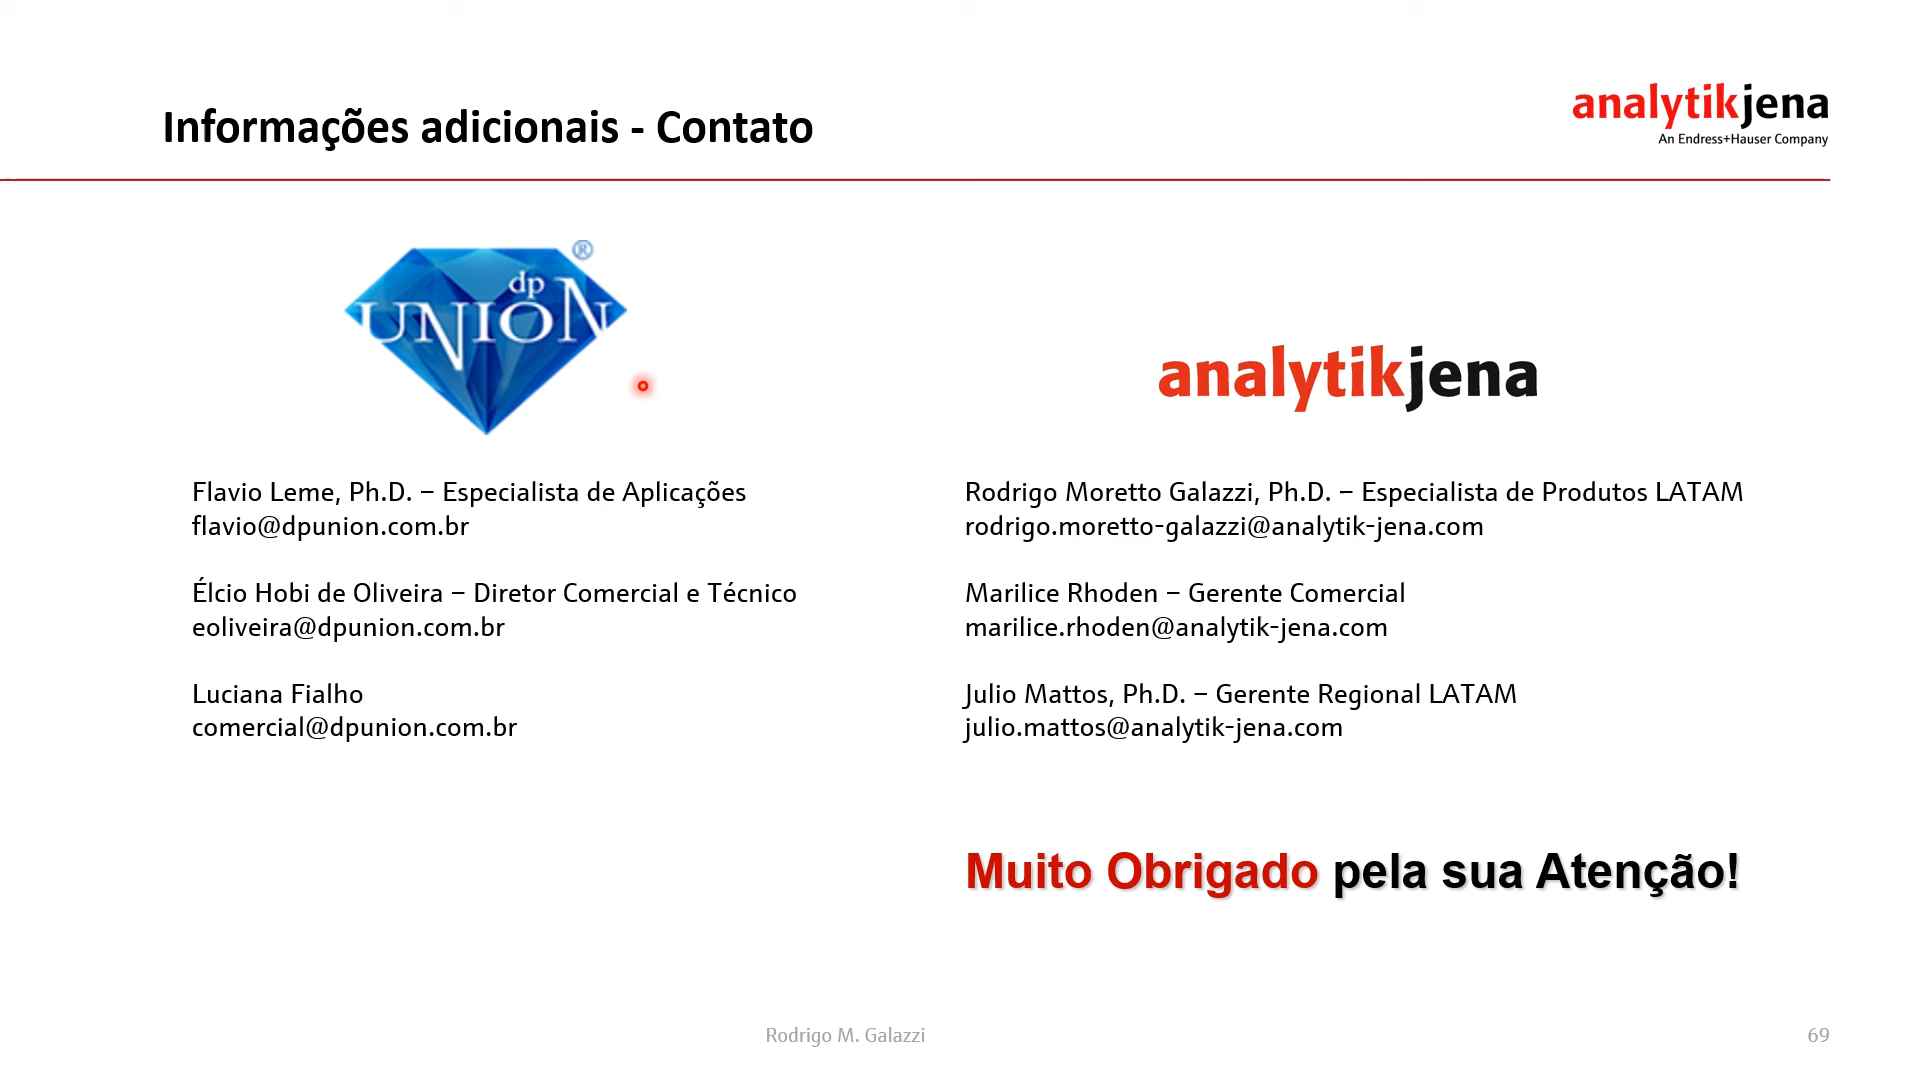 Informações adicionais - Contato
analytikjena
An Endress+Hauser Company
dp
UNION®
analytikjena
Flavio Leme, Ph.D. – Especialista de Aplicações
flavio@dpunion.com.br
Élcio Hobi de Oliveira – Diretor Comercial e Técnico
eoliveira@dpunion.com.br
Luciana Fialho
comercial@dpunion.com.br
Rodrigo Moretto Galazzi, Ph.D. – Especialista de Produtos LATAM
rodrigo.moretto-galazzi@analytik-jena.com
Marilice Rhoden – Gerente Comercial
marilice.rhoden@analytik-jena.com
Julio Mattos, Ph.D. – Gerente Regional LATAM
julio.mattos@analytik-jena.com
Muito Obrigado pela sua Atenção!
Rodrigo M. Galazzi
69